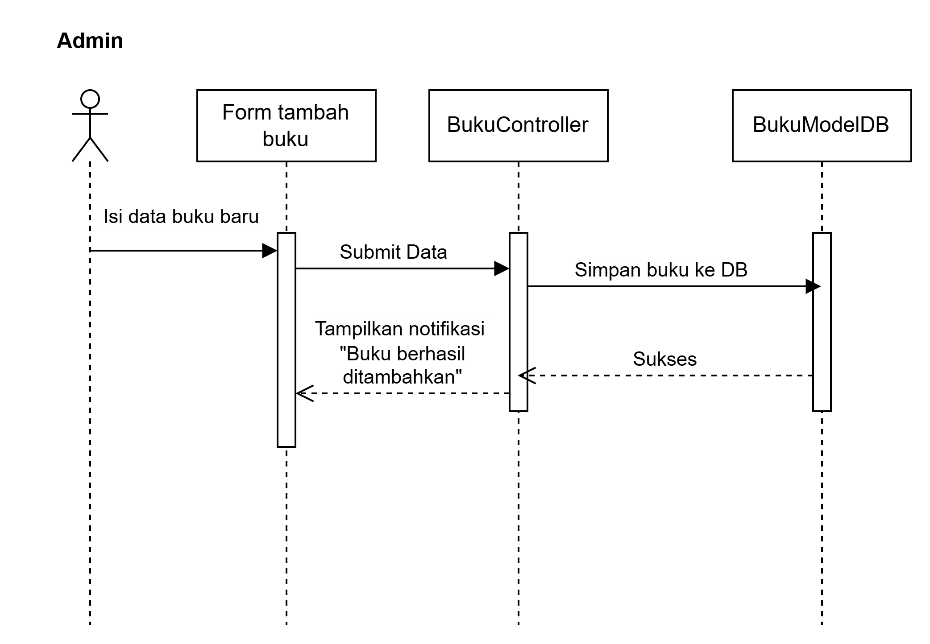 Admin
Form tambah
buku
BukuController
BukuModelDB
Isi data buku baru
Submit Data
Simpan buku ke DB
Tampilkan notifikasi
"Buku berhasil
ditambahkan"
Sukses